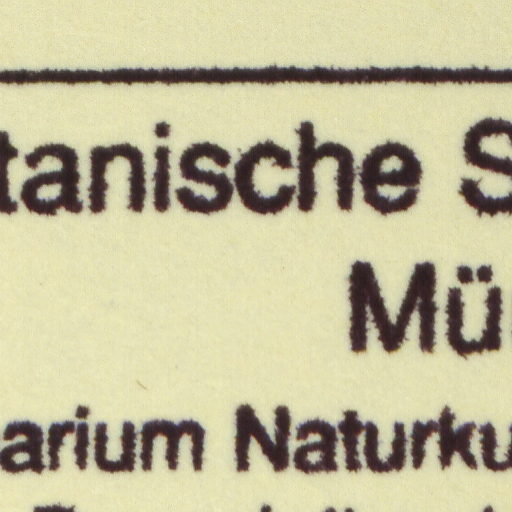 tanische S
Mü
arium Naturku